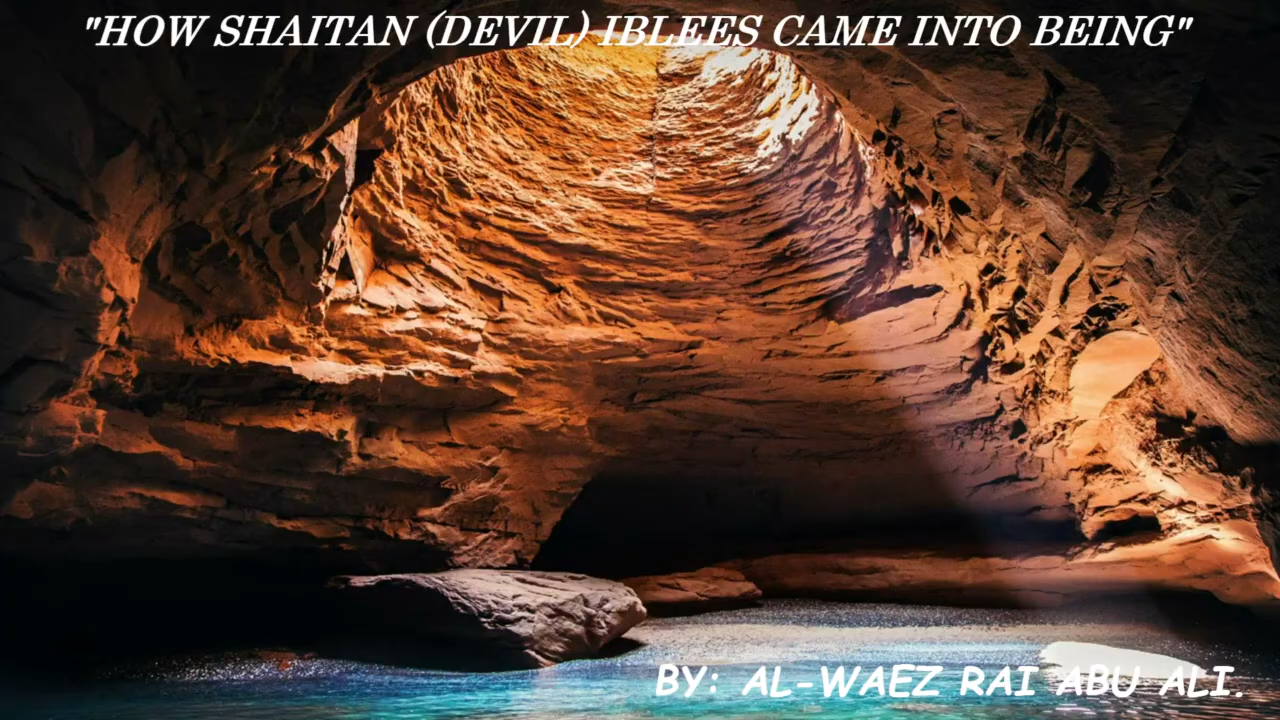 "HOW SHAITAN (DEVIL) IBLEES CAME INTO BEING"
BY: AL-WAEZ RAI ABU ALI.